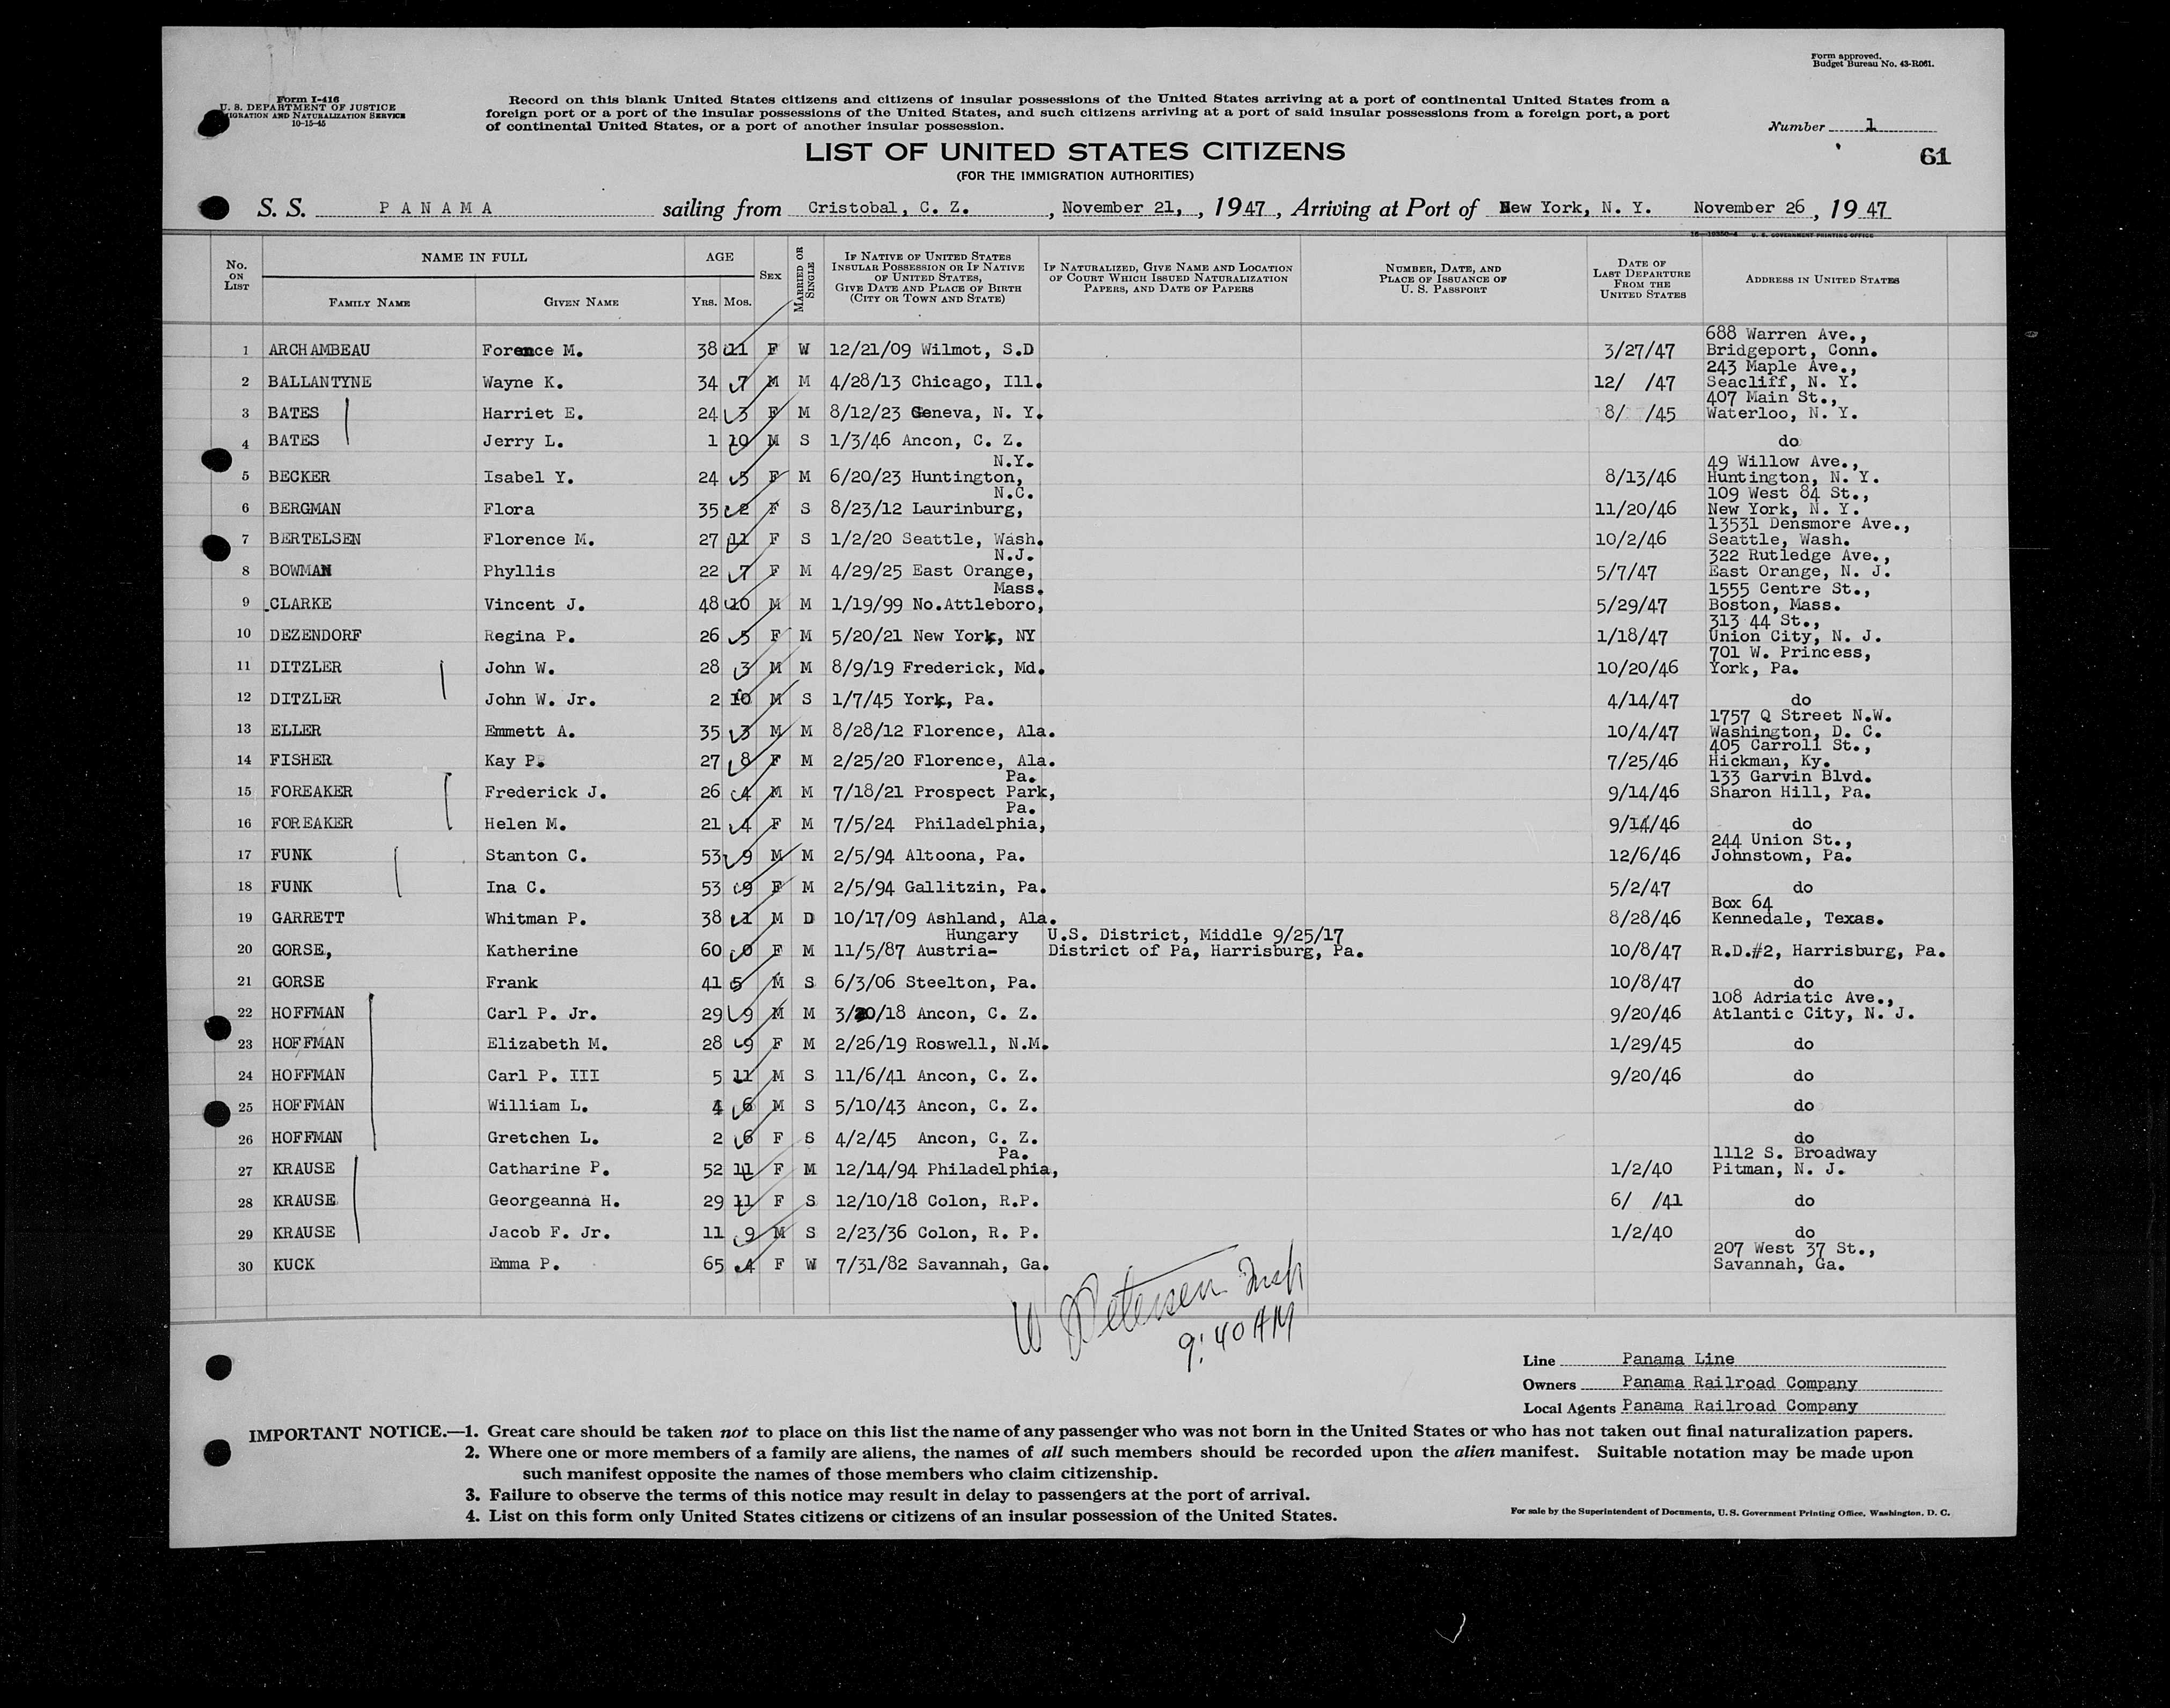 Form approved.
Budget Bureau No. 43-R061.
Form I-416
U. S. DEPARTMENT OF JUSTICE
IGRATION AND NATURALIZATION SERVICE
10-15-45
Record on this blank United States citizens and citizens of insular possessions of the United States arriving at a port of continental United States from a
foreign port or a port of the insular possessions of the United States, and such citizens arriving at a port of said insular possessions from a foreign port, a port
of continental United States, or a port of another insular possession.
Number 1
61
LIST OF UNITED STATES CITIZENS
(FOR THE IMMIGRATION AUTHORITIES)
S. S. PANAMA sailing from Cristobal, C. Z. , November 21, , 1947 , Arriving at Port of New York, N. Y. November 26 , 19 47
16—10350-4 U. S. GOVERNMENT PRINTING OFFICE
No. ON LIST
NAME IN FULL
FAMILY NAME
GIVEN NAME
AGE
YRS. MOS.
SEX
MARRIED OR SINGLE
IF NATIVE OF UNITED STATES INSULAR POSSESSION OR IF NATIVE OF UNITED STATES, GIVE DATE AND PLACE OF BIRTH (CITY OR TOWN AND STATE)
IF NATURALIZED, GIVE NAME AND LOCATION OF COURT WHICH ISSUED NATURALIZATION PAPERS, AND DATE OF PAPERS
NUMBER, DATE, AND PLACE OF ISSUANCE OF U. S. PASSPORT
DATE OF LAST DEPARTURE FROM THE UNITED STATES
ADDRESS IN UNITED STATES
688 Warren Ave.,
1 ARCHAMBEAU Forence M. 38 11 F W 12/21/09 Wilmot, S.D 3/27/47 Bridgeport, Conn.
243 Maple Ave.,
2 BALLANTYNE Wayne K. 34 7 M M 4/28/13 Chicago, Ill. 12/ /47 Seacliff, N. Y.
407 Main St.,
3 BATES Harriet E. 24 3 F M 8/12/23 Geneva, N. Y. 8/ /45 Waterloo, N. Y.
4 BATES Jerry L. 1 10 M S 1/3/46 Ancon, C. Z. do
N.Y. 49 Willow Ave.,
5 BECKER Isabel Y. 24 5 F M 6/20/23 Huntington, 8/13/46 Huntington, N. Y.
N.C. 109 West 84 St.,
6 BERGMAN Flora 35 2 F S 8/23/12 Laurinburg, 11/20/46 New York, N. Y.
13531 Densmore Ave.,
7 BERTELSEN Florence M. 27 11 F S 1/2/20 Seattle, Wash. 10/2/46 Seattle, Wash.
N.J. 322 Rutledge Ave.,
8 BOWMAN Phyllis 22 7 F M 4/29/25 East Orange, 5/7/47 East Orange, N. J.
Mass. 1555 Centre St.,
9 CLARKE Vincent J. 48 10 M M 1/19/99 No.Attleboro, 5/29/47 Boston, Mass.
313 44 St.,
10 DEZENDORF Regina P. 26 5 F M 5/20/21 New York, NY 1/18/47 Union City, N. J.
701 W. Princess,
11 DITZLER John W. 28 3 M M 8/9/19 Frederick, Md. 10/20/46 York, Pa.
12 DITZLER John W. Jr. 2 10 M S 1/7/45 York, Pa. 4/14/47 do
1757 Q Street N.W.
13 ELLER Emmett A. 35 3 M M 8/28/12 Florence, Ala. 10/4/47 Washington, D. C.
405 Carroll St.,
14 FISHER Kay P. 27 8 F M 2/25/20 Florence, Ala. 7/25/46 Hickman, Ky.
Pa. 133 Garvin Blvd.
15 FOREAKER Frederick J. 26 4 M M 7/18/21 Prospect Park, 9/14/46 Sharon Hill, Pa.
Pa.
16 FOREAKER Helen M. 21 4 F M 7/5/24 Philadelphia, 9/14/46 do
244 Union St.,
17 FUNK Stanton C. 53 9 M M 2/5/94 Altoona, Pa. 12/6/46 Johnstown, Pa.
18 FUNK Ina C. 53 9 F M 2/5/94 Gallitzin, Pa. 5/2/47 do
Box 64
19 GARRETT Whitman P. 38 1 M D 10/17/09 Ashland, Ala. 8/28/46 Kennedale, Texas.
Hungary U.S. District, Middle 9/25/17
20 GORSE, Katherine 60 0 F M 11/5/87 Austria- District of Pa, Harrisburg, Pa. 10/8/47 R.D.#2, Harrisburg, Pa.
21 GORSE Frank 41 5 M S 6/3/06 Steelton, Pa. 10/8/47 do
108 Adriatic Ave.,
22 HOFFMAN Carl P. Jr. 29 9 M M 3/20/18 Ancon, C. Z. 9/20/46 Atlantic City, N. J.
23 HOFFMAN Elizabeth M. 28 9 F M 2/26/19 Roswell, N.M. 1/29/45 do
24 HOFFMAN Carl P. III 5 11 M S 11/6/41 Ancon, C. Z. 9/20/46 do
25 HOFFMAN William L. 4 6 M S 5/10/43 Ancon, C. Z. do
26 HOFFMAN Gretchen L. 2 6 F S 4/2/45 Ancon, C. Z. do
Pa. 1112 S. Broadway
27 KRAUSE Catharine P. 52 11 F M 12/14/94 Philadelphia, 1/2/40 Pitman, N. J.
28 KRAUSE Georgeanna H. 29 11 F S 12/10/18 Colon, R.P. 6/ /41 do
29 KRAUSE Jacob F. Jr. 11 9 M S 2/23/36 Colon, R. P. 1/2/40 do
207 West 37 St.,
30 KUCK Emma P. 65 4 F W 7/31/82 Savannah, Ga. Savannah, Ga.
W Petersen Insp
9:40 AM
Line Panama Line
Owners Panama Railroad Company
Local Agents Panama Railroad Company
IMPORTANT NOTICE.—1. Great care should be taken not to place on this list the name of any passenger who was not born in the United States or who has not taken out final naturalization papers.
2. Where one or more members of a family are aliens, the names of all such members should be recorded upon the alien manifest. Suitable notation may be made upon
such manifest opposite the names of those members who claim citizenship.
3. Failure to observe the terms of this notice may result in delay to passengers at the port of arrival.
4. List on this form only United States citizens or citizens of an insular possession of the United States.
For sale by the Superintendent of Documents, U. S. Government Printing Office, Washington, D. C.